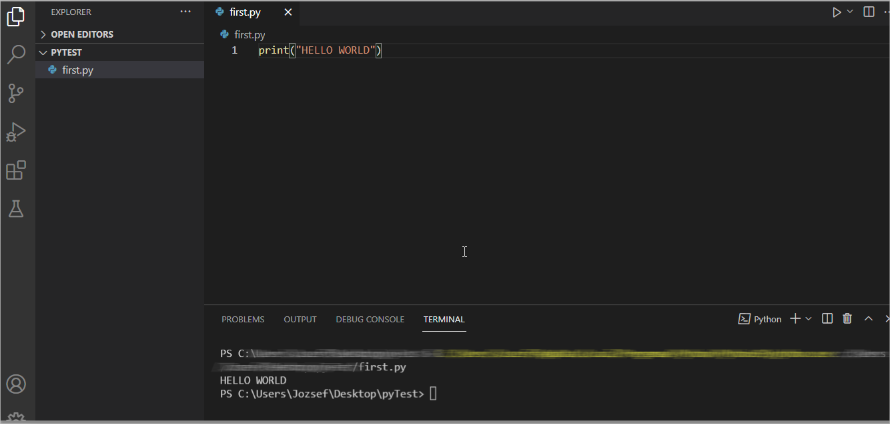 EXPLORER
OPEN EDITORS
PYTEST
first.py
first.py
first.py
1 print("HELLO WORLD")
PROBLEMS OUTPUT DEBUG CONSOLE TERMINAL
Python
PS C:\
/first.py
HELLO WORLD
PS C:\Users\Jozsef\Desktop\pyTest>